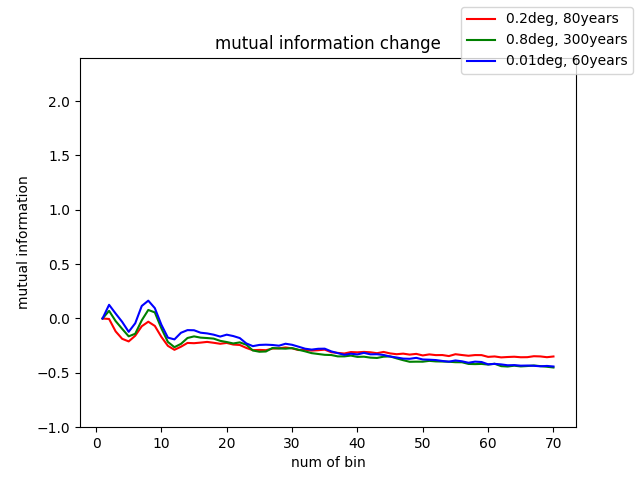 mutual information change
0.2deg, 80years
0.8deg, 300years
0.01deg, 60years
mutual information
2.0
1.5
1.0
0.5
0.0
−0.5
−1.0
0 10 20 30 40 50 60 70
num of bin